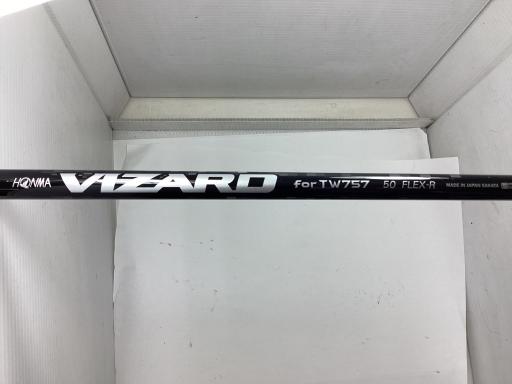 HONMA VIZARD for TW757 50 FLEX-R MADE IN JAPAN SAKATA